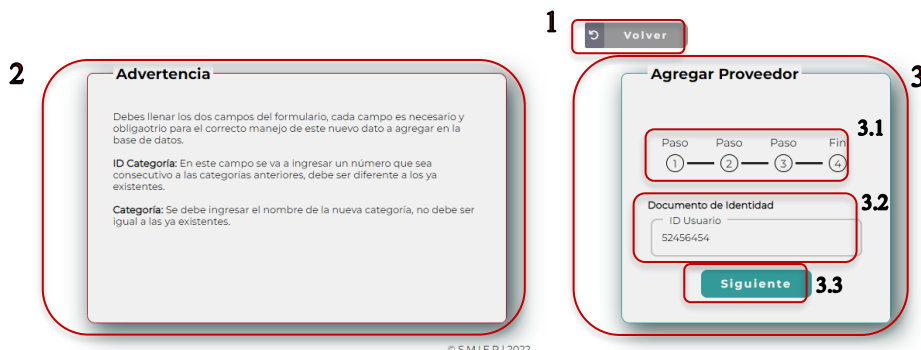 1
Volver
2
Advertencia
Debes llenar los dos campos del formulario, cada campo es necesario y
obligaotrio para el correcto manejo de este nuevo dato a agregar en la
base de datos.
ID Categoría: En este campo se va a ingresar un número que sea
consecutivo a las categorías anteriores, debe ser diferente a los ya
existentes.
Categoría: Se debe ingresar el nombre de la nueva categoría, no debe ser
igual a las ya existentes.
3
Agregar Proveedor
3.1
Paso Paso Paso Fin
1 2 3 4
3.2
Documento de Identidad
ID Usuario
52456454
Siguiente
3.3
© S.M.I.F.P | 2022